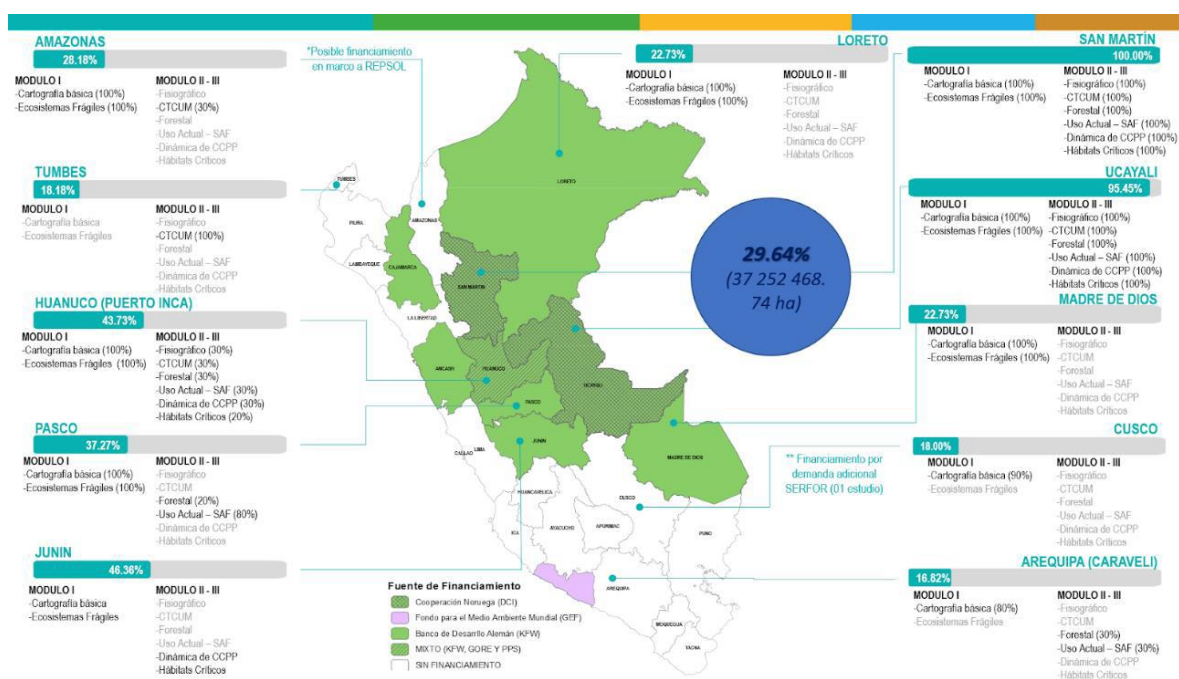 AMAZONAS
28.18%
MODULO I
-Cartografía básica (100%)
-Ecosistemas Frágiles (100%)
MODULO II - III
-Fisiográfico
-CTCUM (30%)
-Forestal
-Uso Actual – SAF
-Dinámica de CCPP
-Hábitats Críticos
*Posible financiamiento
en marco a REPSOL
TUMBES
18.18%
MODULO I
-Cartografía básica
-Ecosistemas Frágiles
MODULO II - III
-Fisiográfico
-CTCUM (100%)
-Forestal
-Uso Actual – SAF
-Dinámica de CCPP
-Hábitats Críticos
HUANUCO (PUERTO INCA)
43.73%
MODULO I
-Cartografía básica (100%)
-Ecosistemas Frágiles (100%)
MODULO II - III
-Fisiográfico (30%)
-CTCUM (30%)
-Forestal (30%)
-Uso Actual – SAF (30%)
-Dinámica de CCPP (30%)
-Hábitats Críticos (20%)
PASCO
37.27%
MODULO I
-Cartografía básica (100%)
-Ecosistemas Frágiles (100%)
MODULO II - III
-Fisiográfico
-CTCUM
-Forestal (20%)
-Uso Actual – SAF (80%)
-Dinámica de CCPP
-Hábitats Críticos
JUNIN
46.36%
MODULO I
-Cartografía básica
-Ecosistemas Frágiles
MODULO II - III
-Fisiográfico
-CTCUM
-Forestal
-Uso Actual – SAF
-Dinámica de CCPP
-Hábitats Críticos
TUMBES
PIURA
LAMBAYEQUE
AMAZONAS
CAJAMARCA
LORETO
SAN MARTIN
LA LIBERTAD
ANCASH
HUANUCO
UCAYALI
PASCO
JUNIN
LIMA
CALLAO
MADRE DE DIOS
HUANCAVELICA
CUSCO
ICA
AYACUCHO
APURIMAC
PUNO
AREQUIPA
MOQUEGUA
TACNA
29.64%
(37 252 468.
74 ha)
** Financiamiento por
demanda adicional
SERFOR (01 estudio)
Fuente de Financiamiento
Cooperación Noruega (DCI)
Fondo para el Medio Ambiente Mundial (GEF)
Banco de Desarrllo Alemán (KFW)
MIXTO (KFW, GORE Y PPS)
SIN FINANCIAMIENTO
LORETO
22.73%
MODULO I
-Cartografía básica (100%)
-Ecosistemas Frágiles (100%)
MODULO II - III
-Fisiográfico
-CTCUM
-Forestal
-Uso Actual – SAF
-Dinámica de CCPP
-Hábitats Críticos
SAN MARTÍN
100.00%
MODULO I
-Cartografía básica (100%)
-Ecosistemas Frágiles (100%)
MODULO II - III
-Fisiográfico (100%)
-CTCUM (100%)
-Forestal (100%)
-Uso Actual – SAF (100%)
-Dinámica de CCPP (100%)
-Hábitats Críticos (100%)
UCAYALI
95.45%
MODULO I
-Cartografía básica (100%)
-Ecosistemas Frágiles (100%)
MODULO II - III
-Fisiográfico (100%)
-CTCUM (100%)
-Forestal (100%)
-Uso Actual – SAF (100%)
-Dinámica de CCPP (100%)
-Hábitats Críticos (100%)
MADRE DE DIOS
22.73%
MODULO I
-Cartografía básica (100%)
-Ecosistemas Frágiles (100%)
MODULO II - III
-Fisiográfico
-CTCUM
-Forestal
-Uso Actual – SAF
-Dinámica de CCPP
-Hábitats Críticos
CUSCO
18.00%
MODULO I
-Cartografía básica (90%)
-Ecosistemas Frágiles
MODULO II - III
-Fisiográfico
-CTCUM
-Forestal
-Uso Actual – SAF
-Dinámica de CCPP
-Hábitats Críticos
AREQUIPA (CARAVELI)
16.82%
MODULO I
-Cartografía básica (80%)
-Ecosistemas Frágiles
MODULO II - III
-Fisiográfico
-CTCUM
-Forestal (30%)
-Uso Actual – SAF (30%)
-Dinámica de CCPP
-Hábitats Críticos